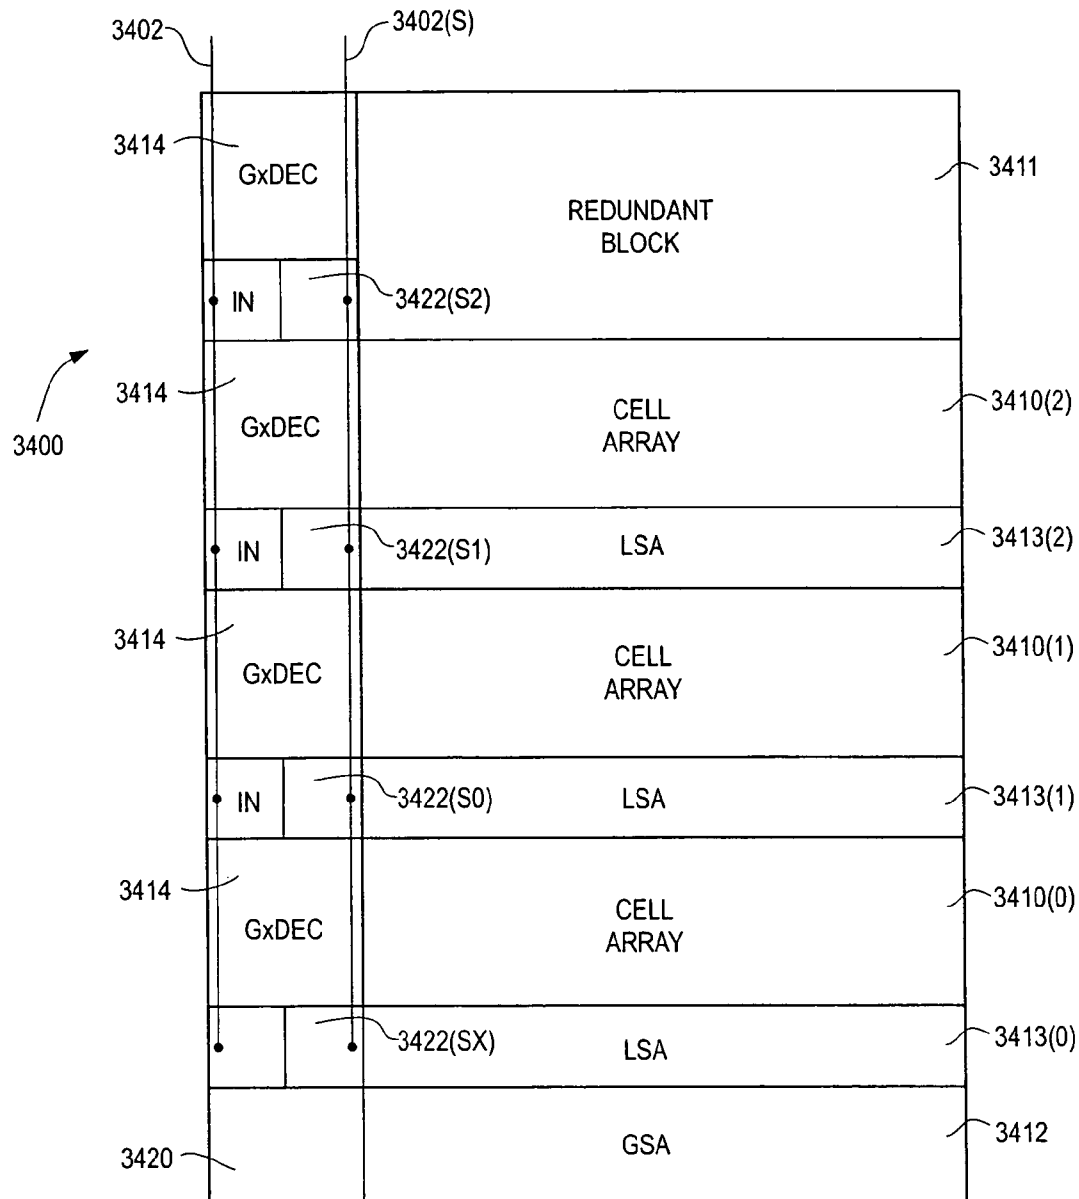 3402
3402(S)
3414
GxDEC
3411
REDUNDANT
BLOCK
IN
3422(S2)
3400
3414
GxDEC
CELL
ARRAY
3410(2)
IN
3422(S1)
LSA
3413(2)
3414
GxDEC
CELL
ARRAY
3410(1)
IN
3422(S0)
LSA
3413(1)
3414
GxDEC
CELL
ARRAY
3410(0)
3422(SX)
LSA
3413(0)
3420
GSA
3412